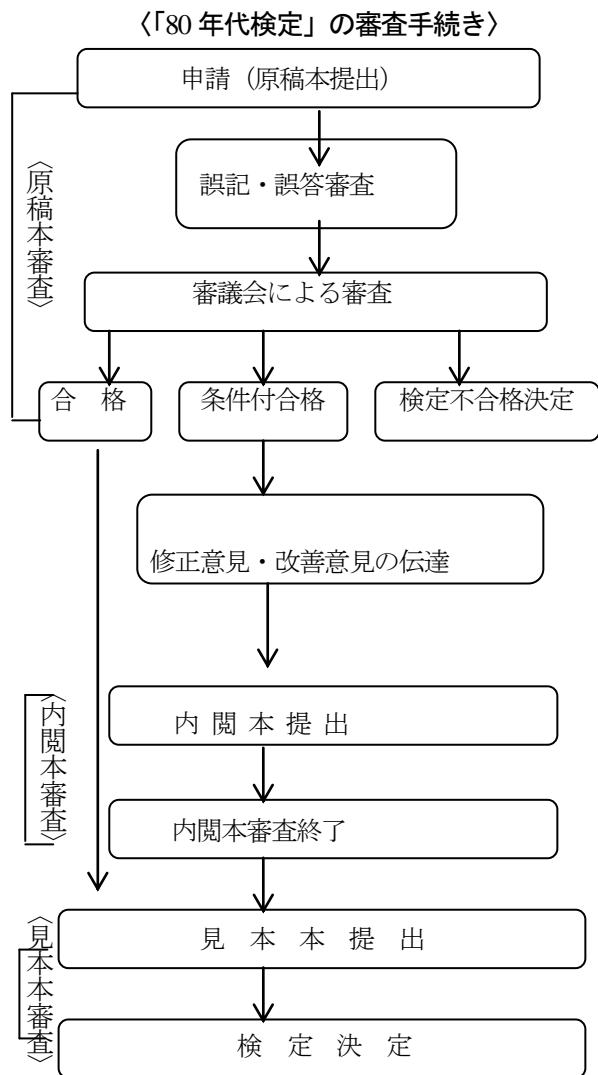 〈「80年代検定」の審査手続き〉
申請（原稿本提出）
〈原稿本審査〉
誤記・誤答審査
審議会による審査
合　格
条件付合格
検定不合格決定
修正意見・改善意見の伝達
〈内閲本審査〉
内 閲 本 提 出
内閲本審査終了
〈見本本審査〉
見　本　本　提　出
検　定　決　定